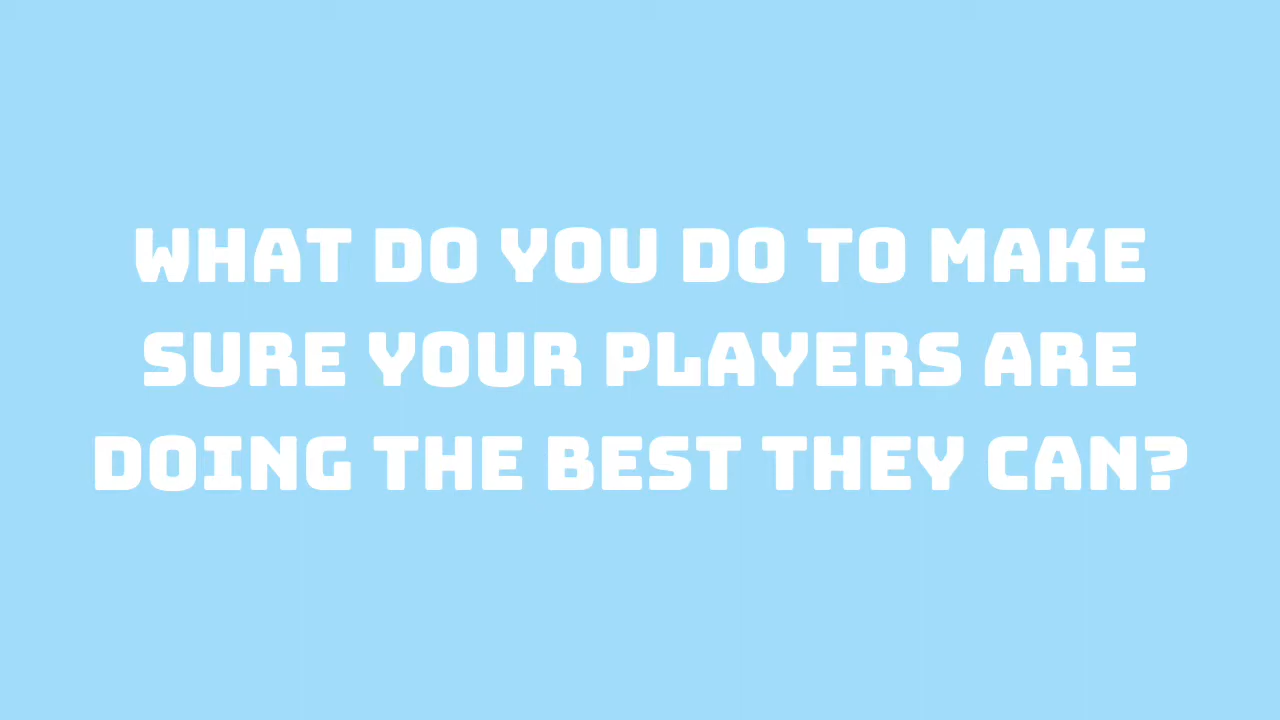 WHAT DO YOU DO TO MAKE
SURE YOUR PLAYERS ARE
DOING THE BEST THEY CAN?